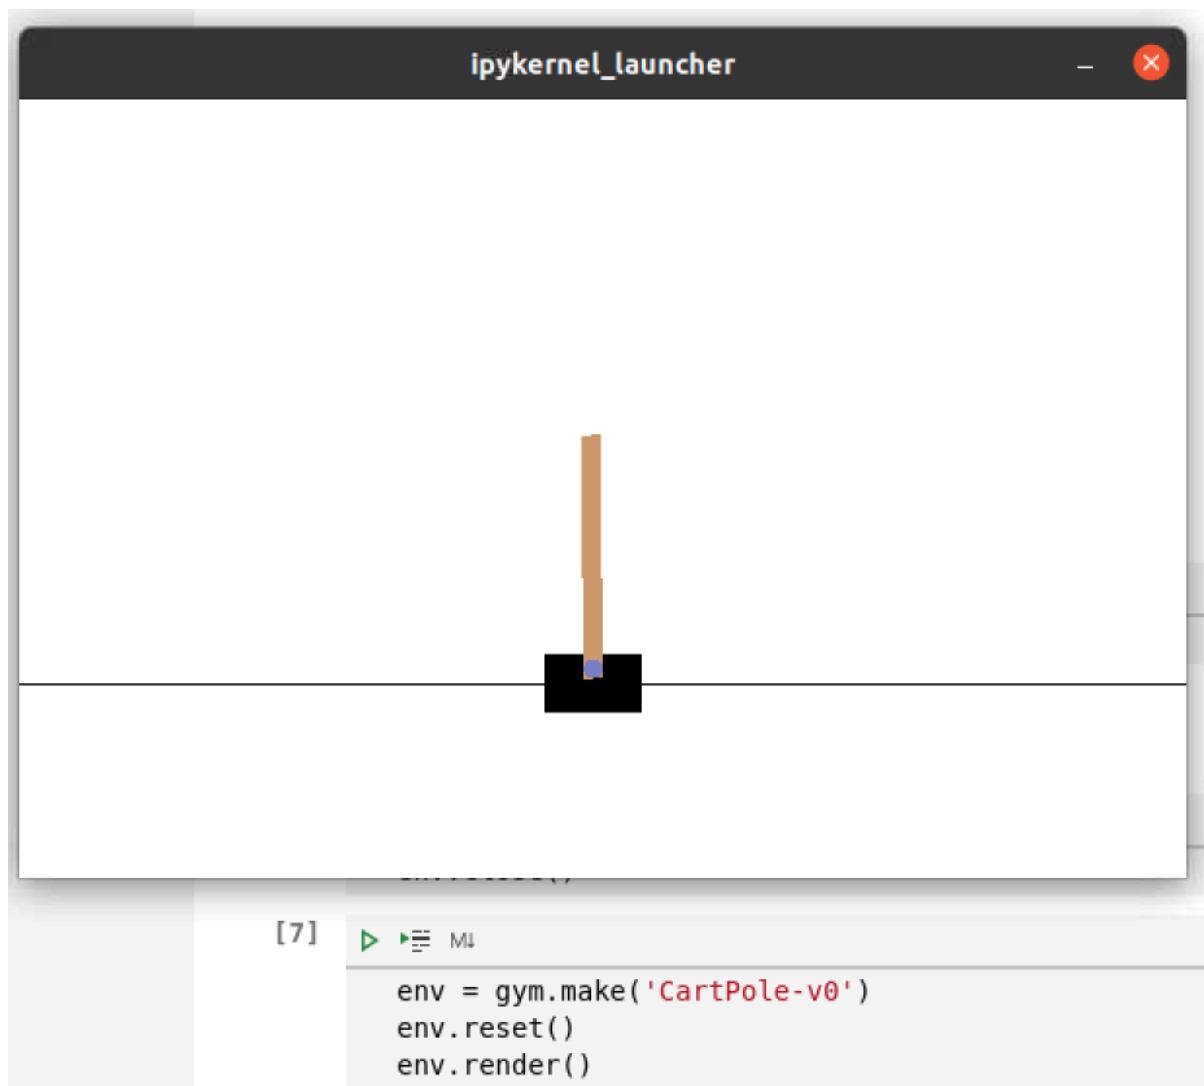 ipykernel_launcher
[7]
M↓
env = gym.make('CartPole-v0')
env.reset()
env.render()